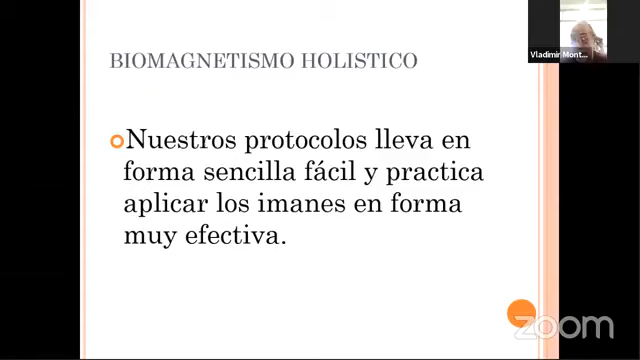 BIOMAGNETISMO HOLISTICO
Vladimir Mont...
Nuestros protocolos lleva en
forma sencilla fácil y practica
aplicar los imanes en forma
muy efectiva.
zoom